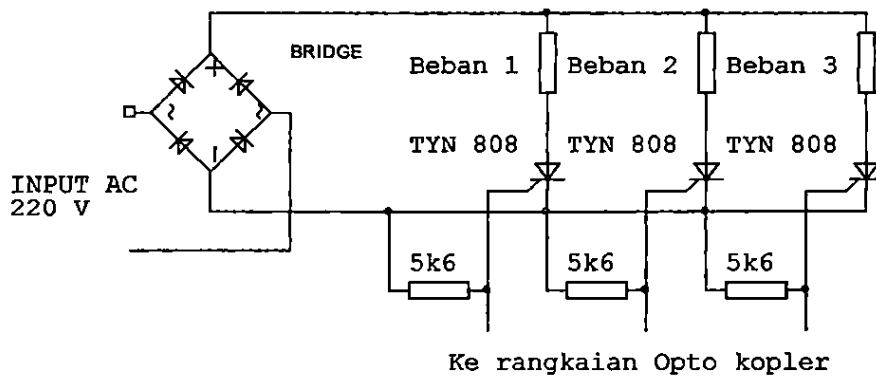 BRIDGE
Beban 1 Beban 2 Beban 3
+
~ ~
-
TYN 808 TYN 808 TYN 808
INPUT AC
220 V
5k6 5k6 5k6
Ke rangkaian Opto kopler